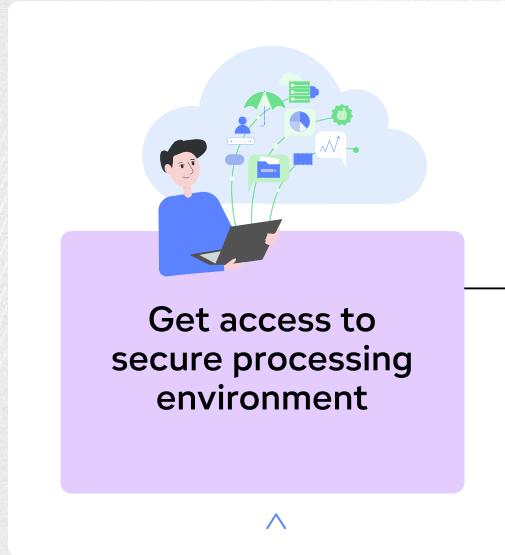 Get access to
secure processing
environment